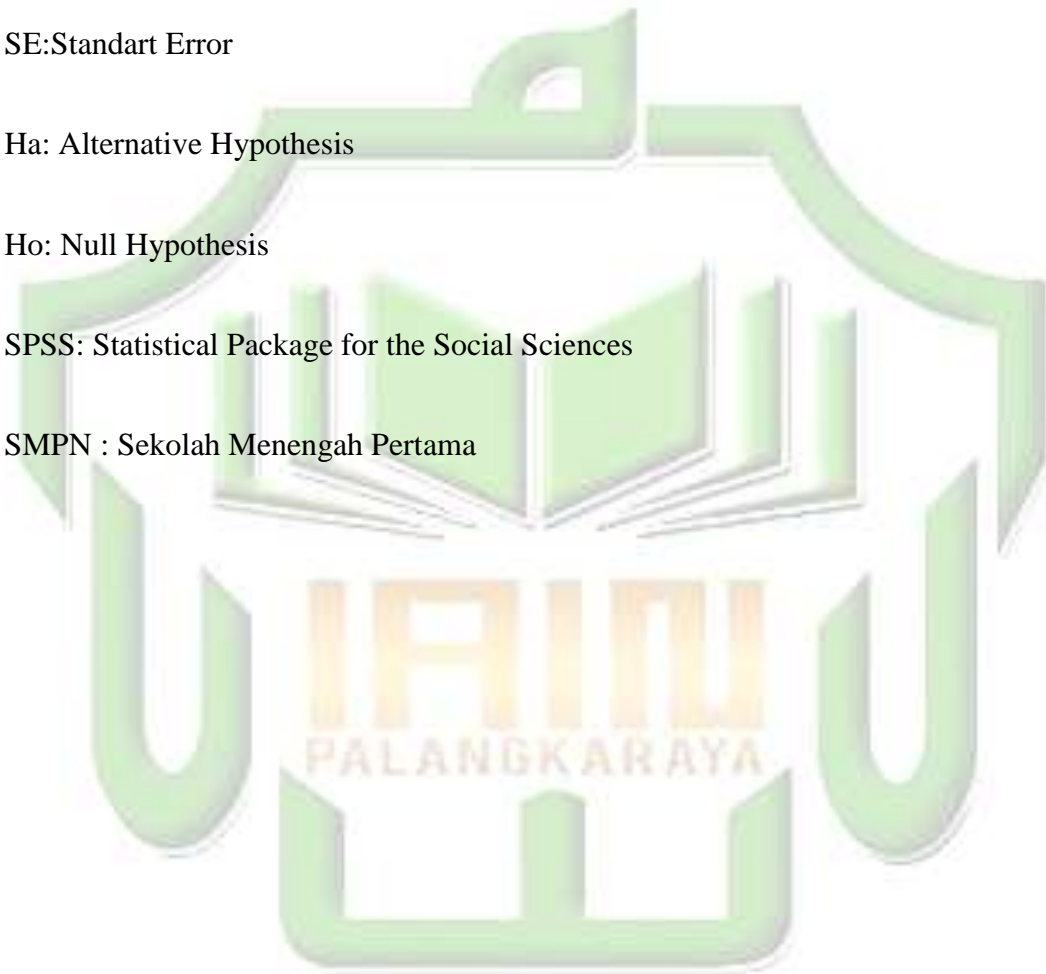 SE:Standart Error
Ha: Alternative Hypothesis
Ho: Null Hypothesis
SPSS: Statistical Package for the Social Sciences
SMPN : Sekolah Menengah Pertama
IAIN
PALANGKARAYA